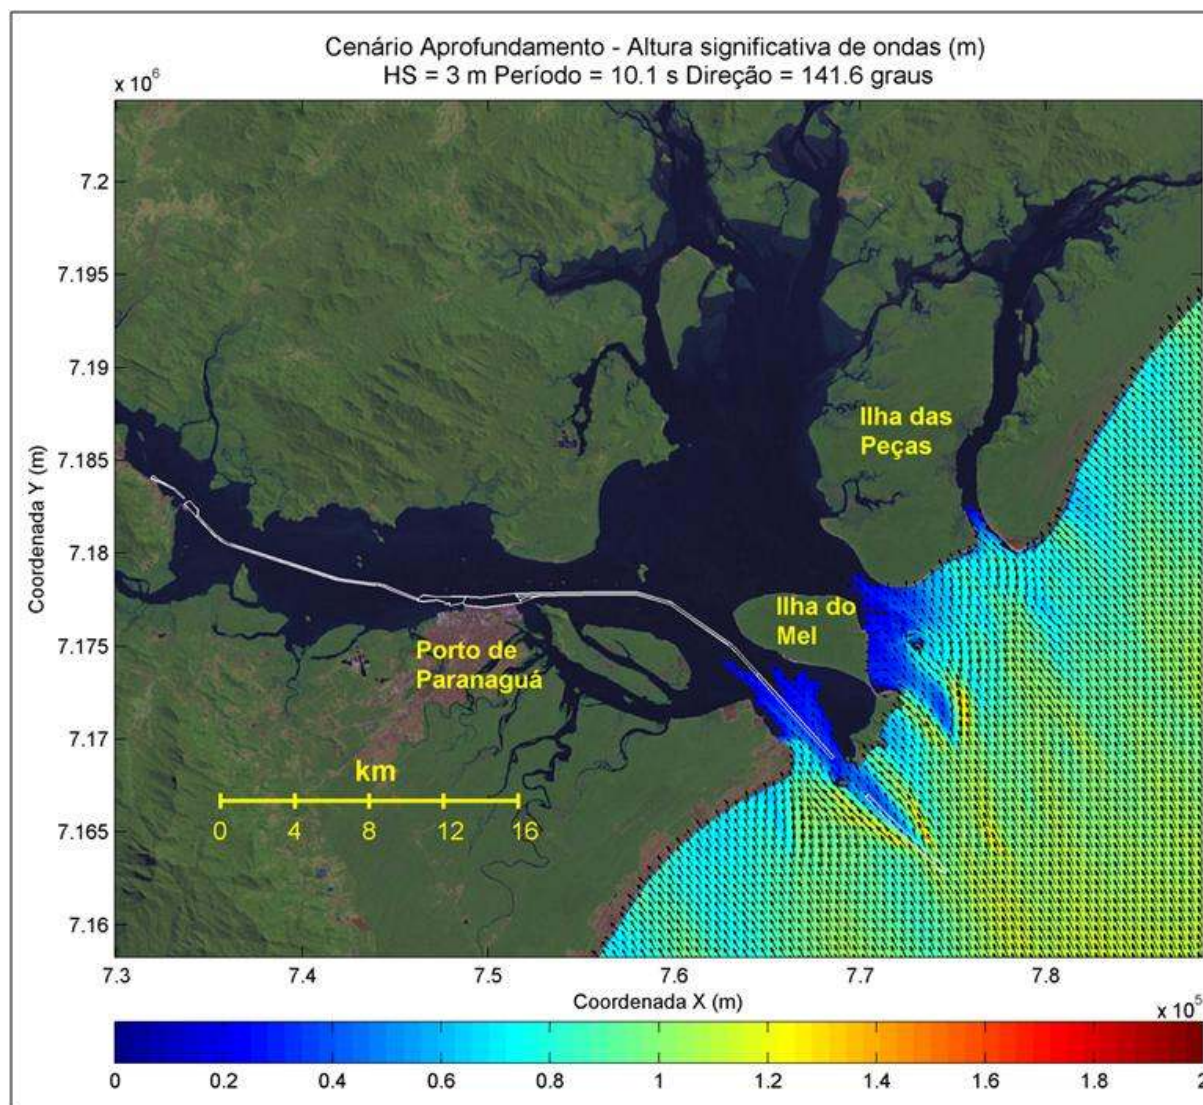 Cenário Aprofundamento - Altura significativa de ondas (m)
HS = 3 m Período = 10.1 s Direção = 141.6 graus
x 10⁶
7.2
7.195
7.19
7.185
7.18
7.175
7.17
7.165
7.16
Coordenada Y (m)
Ilha das
Peças
Ilha do
Mel
Porto de
Paranaguá
km
0 4 8 12 16
7.3 7.4 7.5 7.6 7.7 7.8
Coordenada X (m)
x 10⁵
0 0.2 0.4 0.6 0.8 1 1.2 1.4 1.6 1.8 2